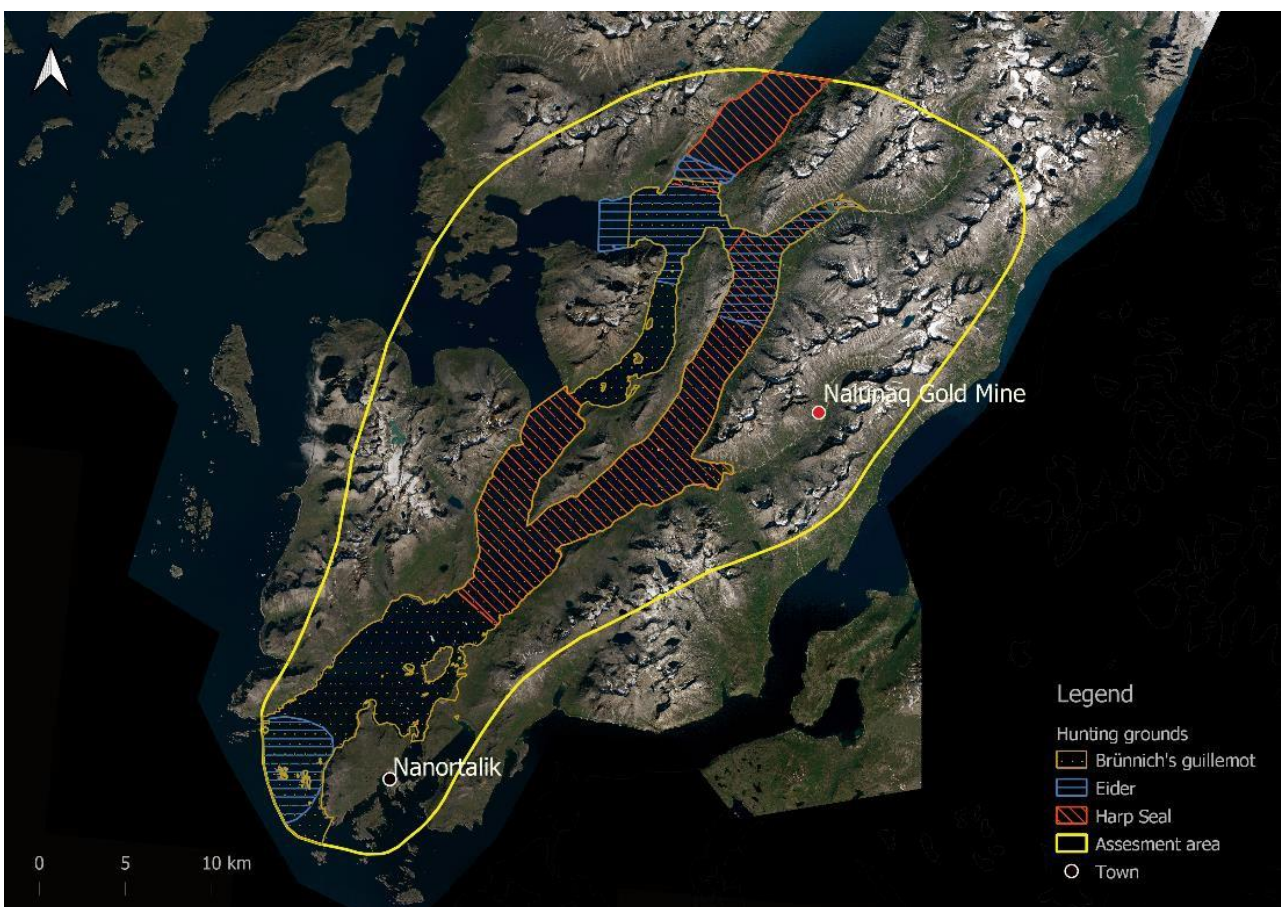 Nalunaq Gold Mine
Nanortalik
Legend
Hunting grounds
Brünnich's guillemot
Eider
Harp Seal
Assesment area
Town
0 5 10 km